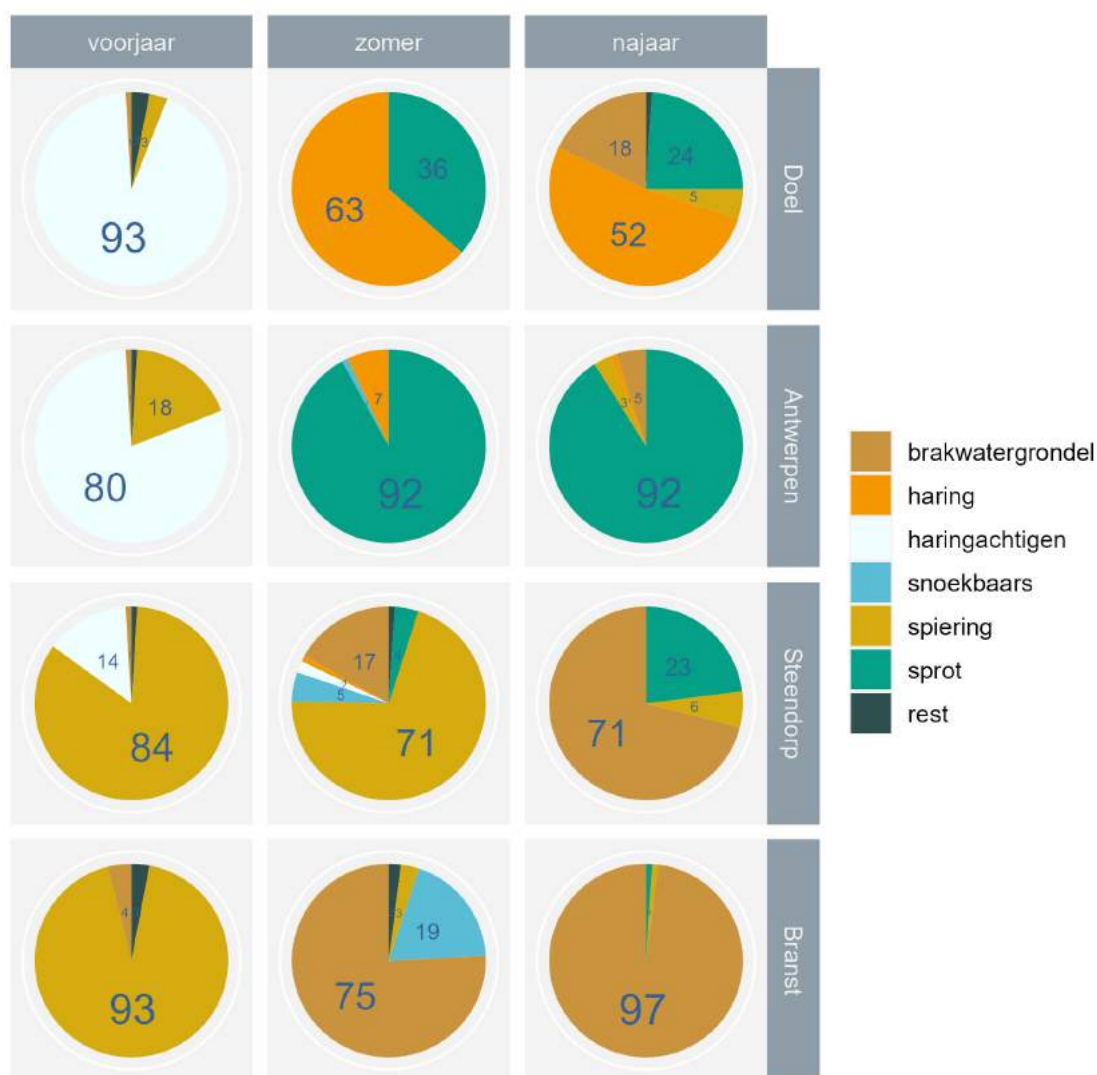 voorjaar zomer najaar
3
93
63 36
18 24
5
52
Doel
18
80
7
92
3 5
92
Antwerpen
14
84
17 4
5
71
23
6
71
Steendorp
4
93
3
19
75
97
Branst
brakwatergrondel
haring
haringachtigen
snoekbaars
spiering
sprot
rest